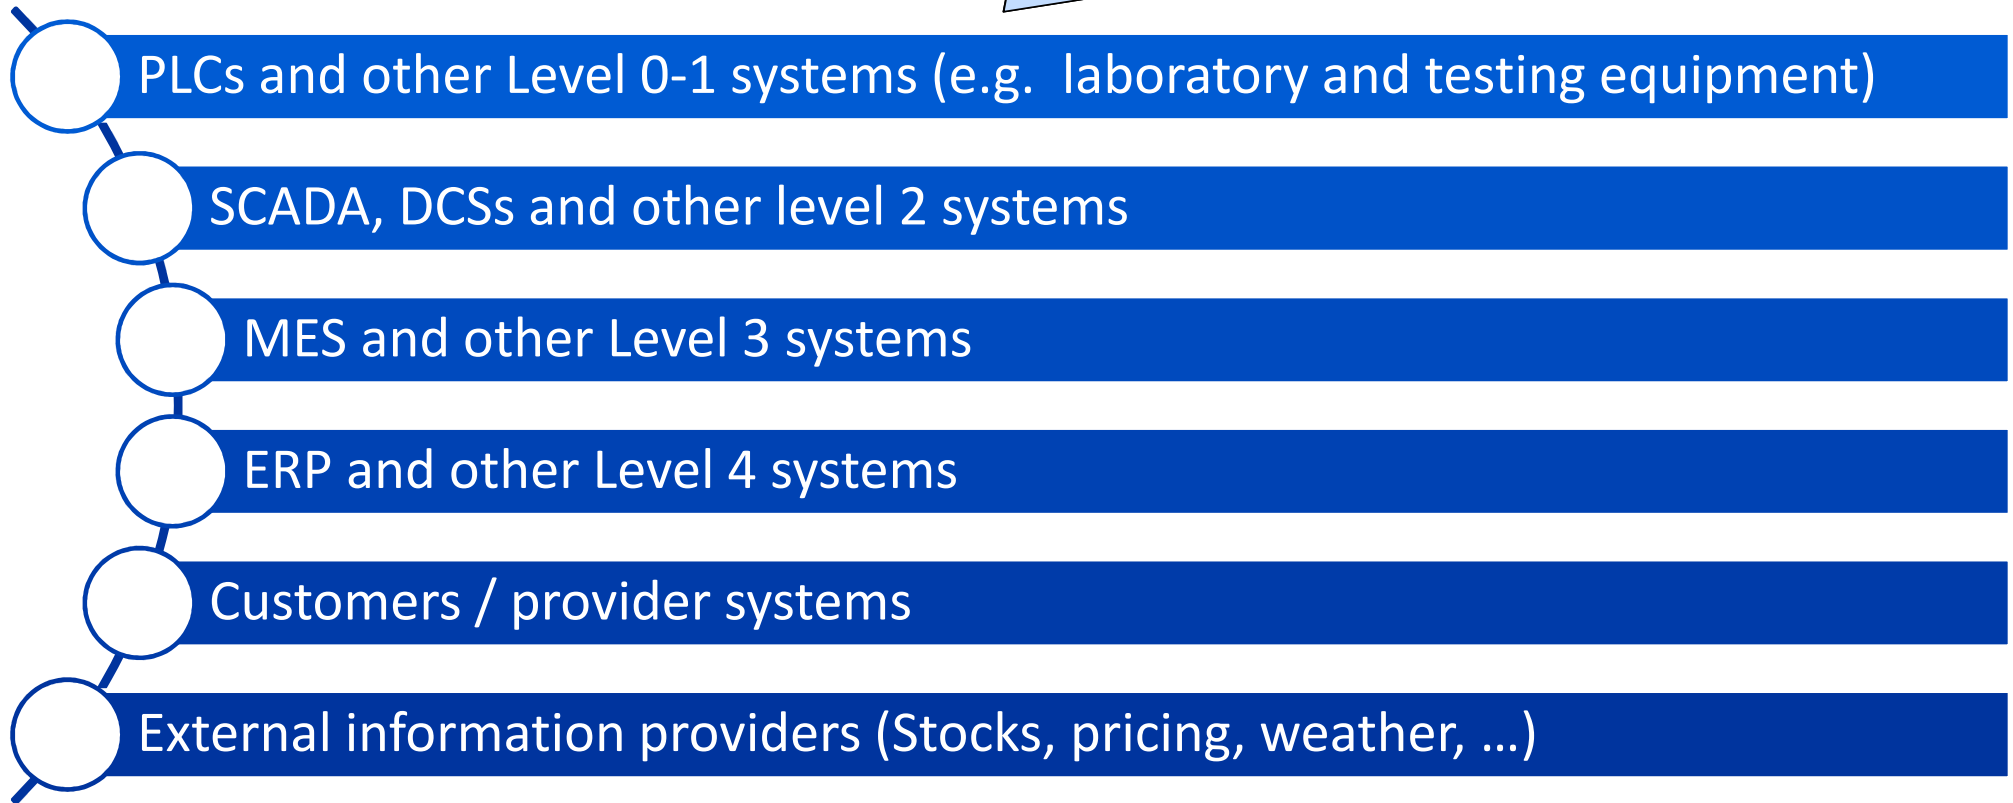 PLCs and other Level 0-1 systems (e.g.  laboratory and testing equipment)
SCADA, DCSs and other level 2 systems
MES and other Level 3 systems
ERP and other Level 4 systems
Customers / provider systems
External information providers (Stocks, pricing, weather, ...)